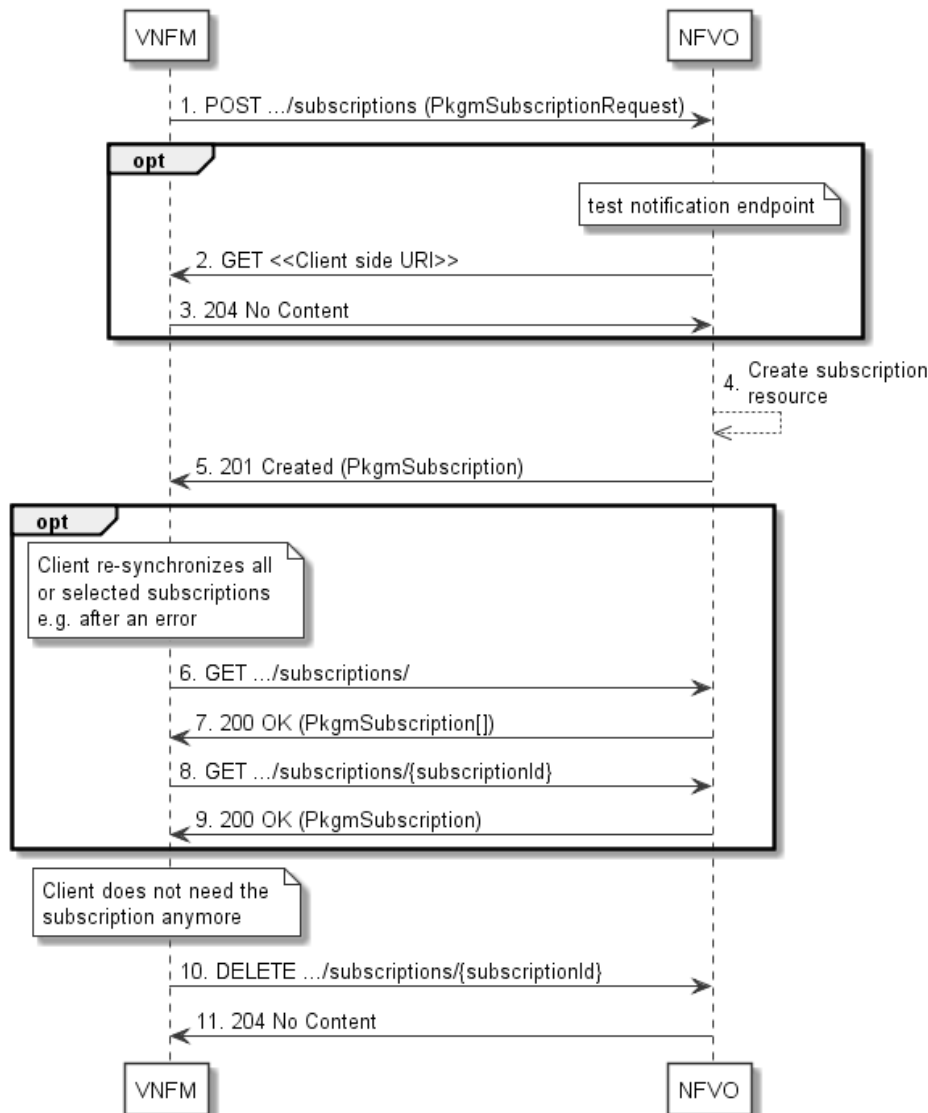 VNFM NFVO
1. POST .../subscriptions (PkgmSubscriptionRequest)
opt
test notification endpoint
2. GET <<Client side URI>>
3. 204 No Content
4. Create subscription
resource
5. 201 Created (PkgmSubscription)
opt
Client re-synchronizes all
or selected subscriptions
e.g. after an error
6. GET .../subscriptions/
7. 200 OK (PkgmSubscription[])
8. GET .../subscriptions/{subscriptionId}
9. 200 OK (PkgmSubscription)
Client does not need the
subscription anymore
10. DELETE .../subscriptions/{subscriptionId}
11. 204 No Content
VNFM NFVO